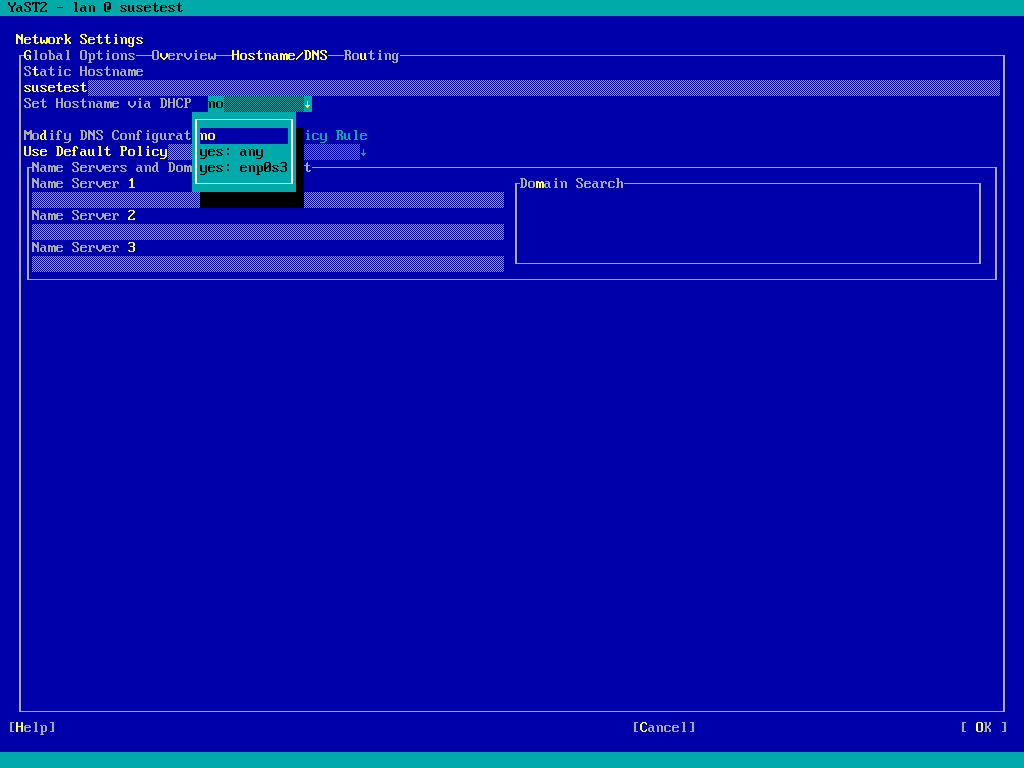 YaST2 - lan @ susetest
Network Settings
Global Options Overview Hostname/DNS Routing
Static Hostname
susetest
Set Hostname via DHCP no ↓
no
yes: any
yes: enp0s3
Modify DNS Configurat icy Rule
Use Default Policy ↓
Name Servers and Dom t
Name Server 1
Name Server 2
Name Server 3
Domain Search
[Help] [Cancel] [ OK ]